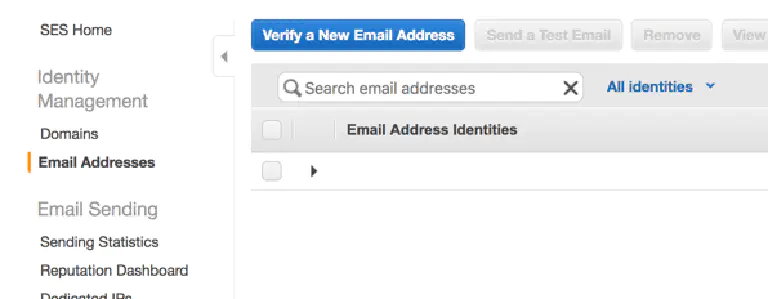 SES Home
Identity
Management
Domains
Email Addresses
Email Sending
Sending Statistics
Reputation Dashboard
Dedicated IPs
Verify a New Email Address
Send a Test Email
Remove
View
Search email addresses
All identities
Email Address Identities